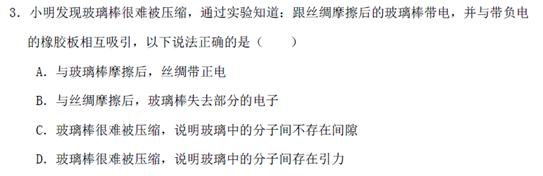 3. 小明发现玻璃棒很难被压缩，通过实验知道：跟丝绸摩擦后的玻璃棒带电，并与带负电
的橡胶板相互吸引，以下说法正确的是（　　）
A. 与玻璃棒摩擦后，丝绸带正电
B. 与丝绸摩擦后，玻璃棒失去部分的电子
C. 玻璃棒很难被压缩，说明玻璃中的分子间不存在间隙
D. 玻璃棒很难被压缩，说明玻璃中的分子间存在引力